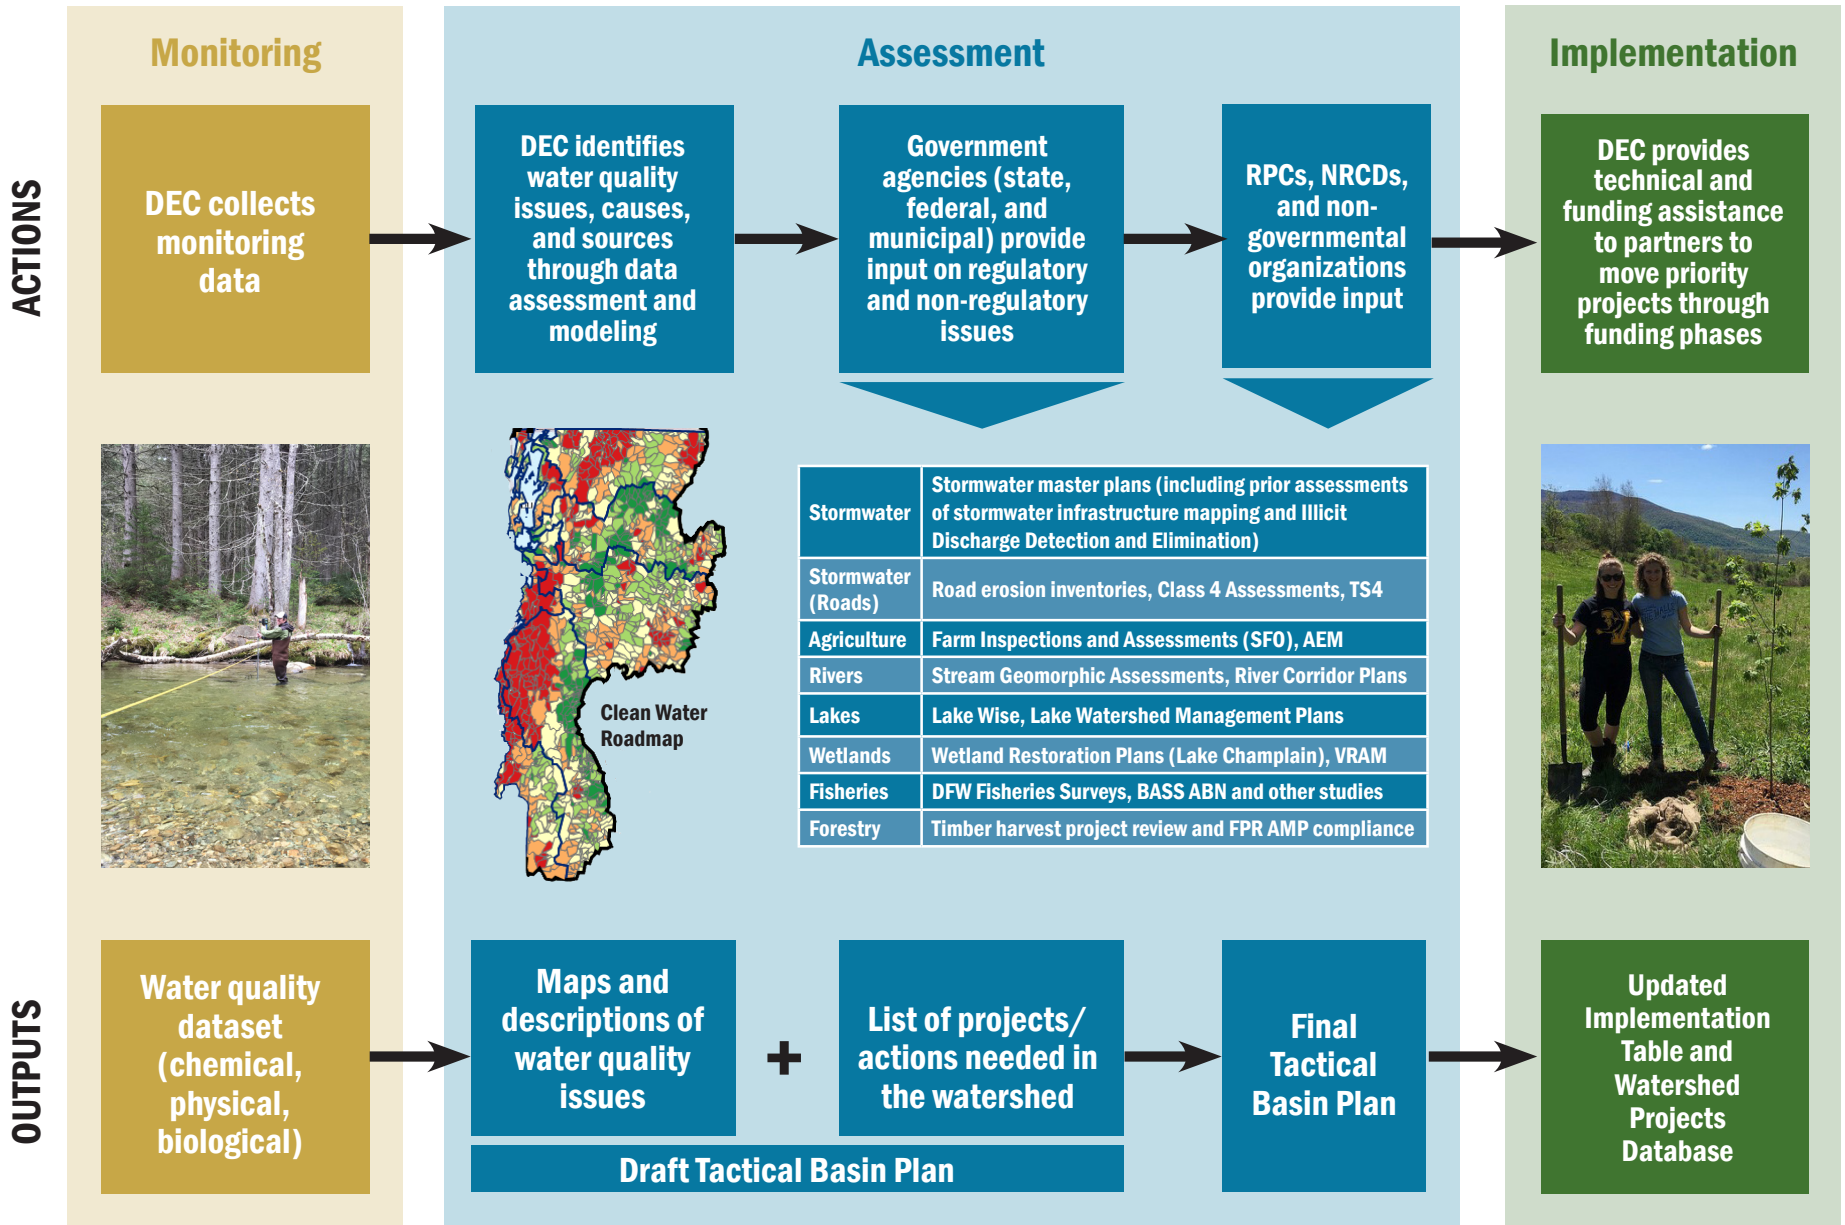 Monitoring
Assessment
Implementation
ACTIONS
DEC collects
monitoring
data
DEC identifies
water quality
issues, causes,
and sources
through data
assessment and
modeling
Government
agencies (state,
federal, and
municipal) provide
input on regulatory
and non-regulatory
issues
RPCs, NRCDs,
and non-
governmental
organizations
provide input
DEC provides
technical and
funding assistance
to partners to
move priority
projects through
funding phases
Clean Water
Roadmap
Stormwater
Stormwater master plans (including prior assessments
of stormwater infrastructure mapping and Illicit
Discharge Detection and Elimination)
Stormwater
(Roads)
Road erosion inventories, Class 4 Assessments, TS4
Agriculture
Farm Inspections and Assessments (SFO), AEM
Rivers
Stream Geomorphic Assessments, River Corridor Plans
Lakes
Lake Wise, Lake Watershed Management Plans
Wetlands
Wetland Restoration Plans (Lake Champlain), VRAM
Fisheries
DFW Fisheries Surveys, BASS ABN and other studies
Forestry
Timber harvest project review and FPR AMP compliance
OUTPUTS
Water quality
dataset
(chemical,
physical,
biological)
Maps and
descriptions of
water quality
issues
+
List of projects/
actions needed in
the watershed
Draft Tactical Basin Plan
Final
Tactical
Basin Plan
Updated
Implementation
Table and
Watershed
Projects
Database